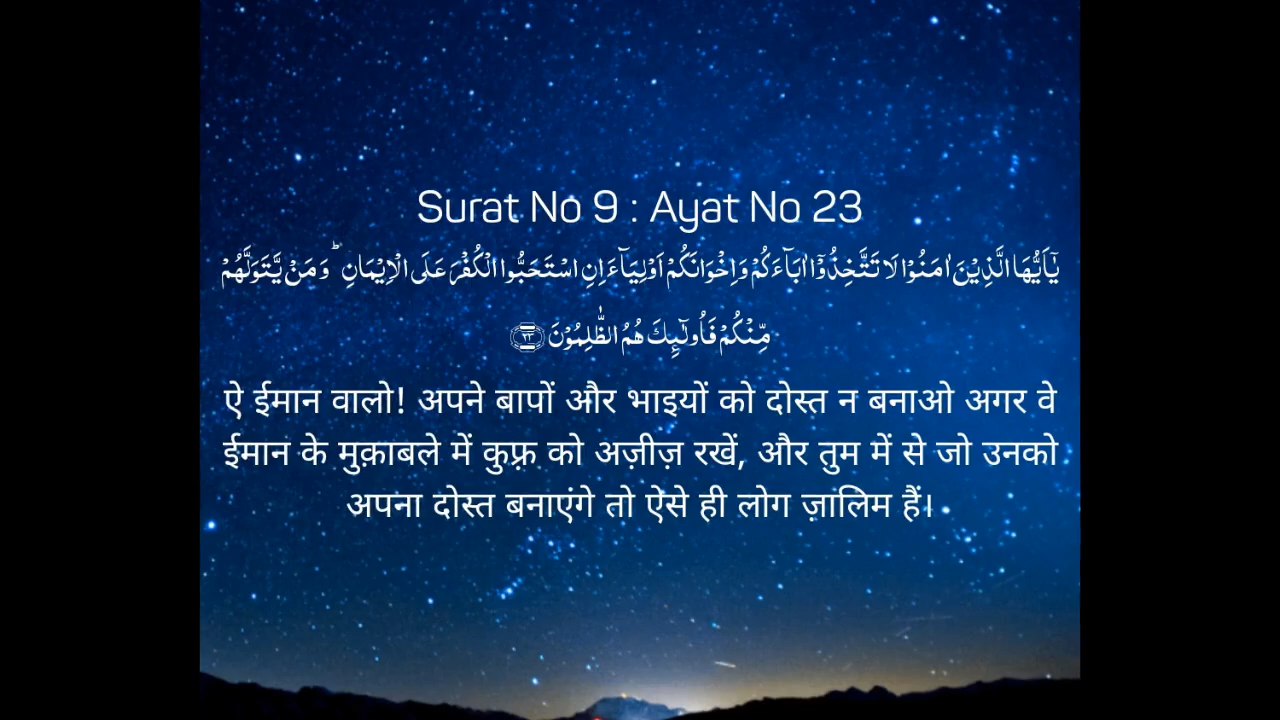 Surat No 9 : Ayat No 23
يٰۤاَيُّهَا الَّذِيْنَ اٰمَنُوْا لَا تَتَّخِذُوْۤا اٰبَآءَكُمْ وَاِخْوَانَكُمْ اَوْلِيَآءَ اِنِ اسْتَحَبُّوا الْكُفْرَ عَلَى الْاِيْمَانِ ؕ وَمَنْ يَّتَوَلَّهُمْ
مِّنْكُمْ فَاُولٰٓئِكَ هُمُ الظّٰلِمُوْنَ ﴿٢٣﴾
ऐ ईमान वालो! अपने बापों और भाइयों को दोस्त न बनाओ अगर वे
ईमान के मुक़ाबले में कुफ़्र को अज़ीज़ रखें, और तुम में से जो उनको
अपना दोस्त बनाएंगे तो ऐसे ही लोग ज़ालिम हैं।